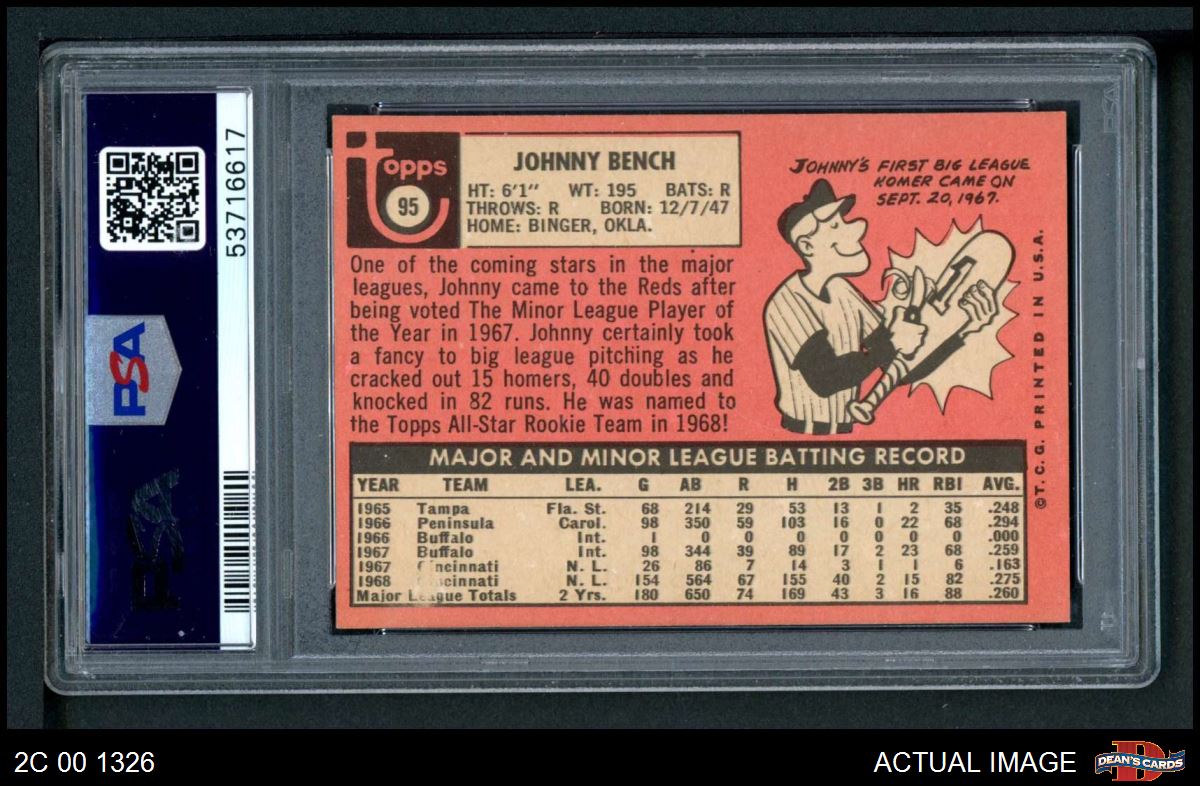 53716617
PSA
PSA
Topps
95
JOHNNY BENCH
HT: 6'1" WT: 195 BATS: R
THROWS: R BORN: 12/7/47
HOME: BINGER, OKLA.
JOHNNY'S FIRST BIG LEAGUE
HOMER CAME ON
SEPT. 20, 1967.
1
One of the coming stars in the major
leagues, Johnny came to the Reds after
being voted The Minor League Player of
the Year in 1967. Johnny certainly took
a fancy to big league pitching as he
cracked out 15 homers, 40 doubles and
knocked in 82 runs. He was named to
the Topps All-Star Rookie Team in 1968!
©T.C.G. PRINTED IN U.S.A.
MAJOR AND MINOR LEAGUE BATTING RECORD
YEAR TEAM LEA. G AB R H 2B 3B HR RBI AVG.
1965 Tampa Fla. St. 68 214 29 53 13 1 2 35 .248
1966 Peninsula Carol. 98 350 59 103 16 0 22 68 .294
1966 Buffalo Int. 1 0 0 0 0 0 0 0 .000
1967 Buffalo Int. 98 344 39 89 17 2 23 68 .259
1967 Cincinnati N. L. 26 86 7 14 3 1 1 6 .163
1968 Cincinnati N. L. 154 564 67 155 40 2 15 82 .275
Major League Totals 2 Yrs. 180 650 74 169 43 3 16 88 .260
2C 00 1326
ACTUAL IMAGE
DEAN'S CARDS